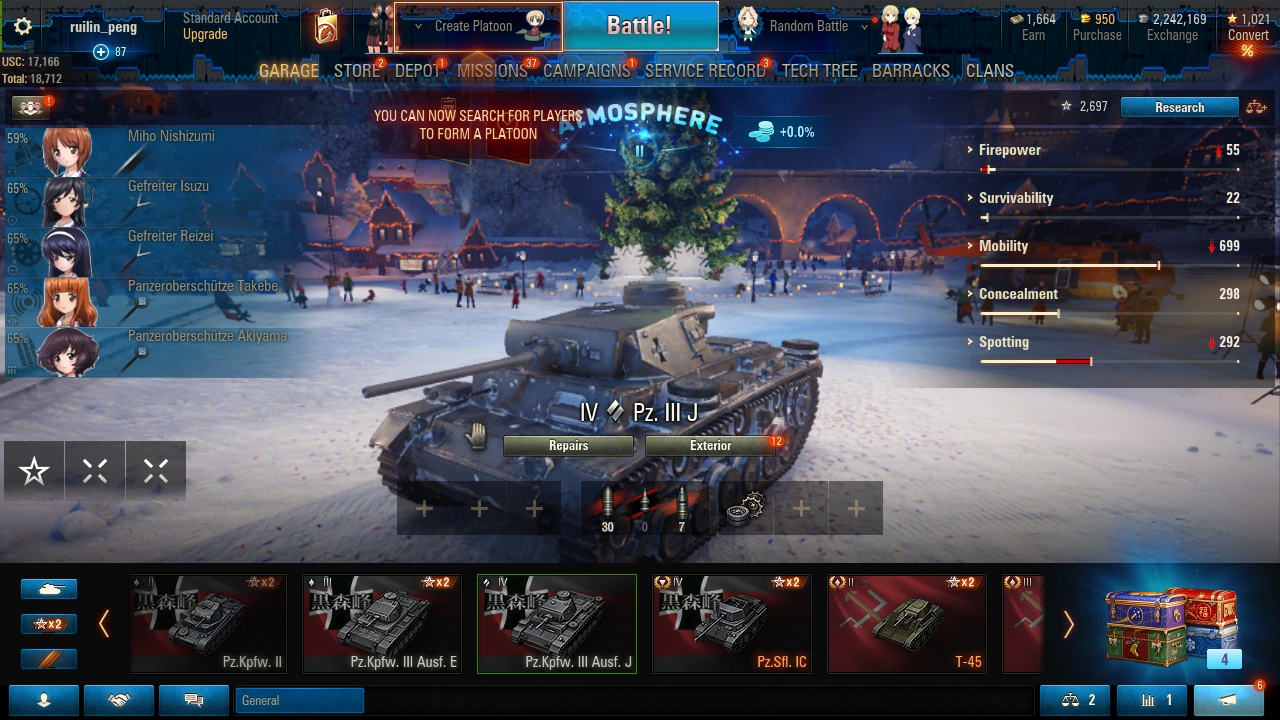 ruilin_peng
87
Standard Account
Upgrade
Create Platoon
Battle!
Random Battle
1,664
Earn
950
Purchase
2,242,169
Exchange
1,021
Convert
%
USC: 17,166
Total: 18,712
GARAGE
STORE 2
DEPOT 1
MISSIONS 37
CAMPAIGNS 1
SERVICE RECORD 3
TECH TREE
BARRACKS
CLANS
!
YOU CAN NOW SEARCH FOR PLAYERS
TO FORM A PLATOON
ATMOSPHERE
+0.0%
2,697
Research
59%
Miho Nishizumi
65%
Gefreiter Isuzu
65%
Gefreiter Reizei
65%
Panzeroberschütze Takebe
65%
Panzeroberschütze Akiyama
Firepower 55
Survivability 22
Mobility 699
Concealment 298
Spotting 292
IV Pz. III J
Repairs
Exterior 12
30 0 7
x2
II x2
黒森峰
Pz.Kpfw. II
III x2
黒森峰
Pz.Kpfw. III Ausf. E
IV
黒森峰
Pz.Kpfw. III Ausf. J
IV x2
Pz.Sfl. IC
II x2
T-45
III
4
General
2
1
6